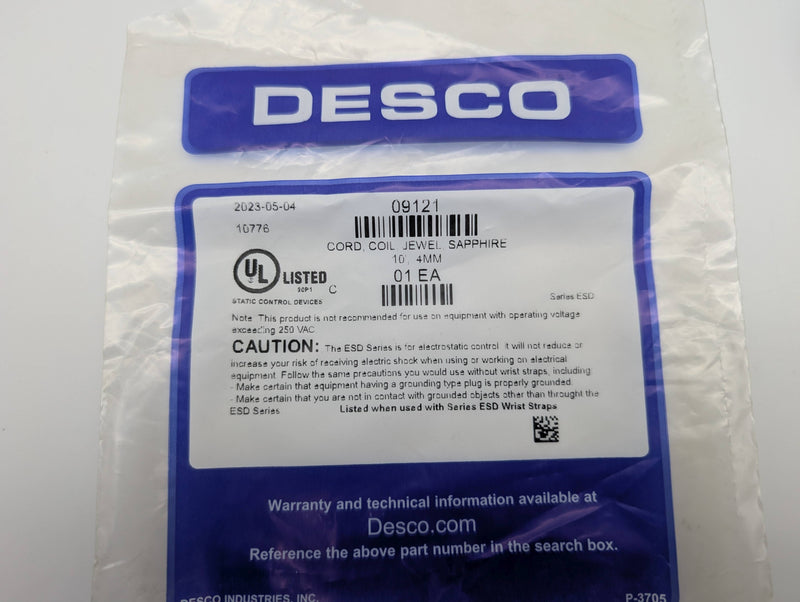 DESCO
2023-05-04
09121
10776
CORD, COIL, JEWEL, SAPPHIRE
10', 4MM
UL LISTED
30P1
C
01 EA
STATIC CONTROL DEVICES
Series ESD
Note: This product is not recommended for use on equipment with operating voltage
exceeding 250 VAC.
CAUTION: The ESD Series is for electrostatic control. It will not reduce or
increase your risk of receiving electric shock when using or working on electrical
equipment. Follow the same precautions you would use without wrist straps, including:
- Make certain that equipment having a grounding type plug is properly grounded.
- Make certain that you are not in contact with grounded objects other than throught the
ESD Series.
Listed when used with Series ESD Wrist Straps
Warranty and technical information available at
Desco.com
Reference the above part number in the search box.
DESCO INDUSTRIES, INC.
P-3705